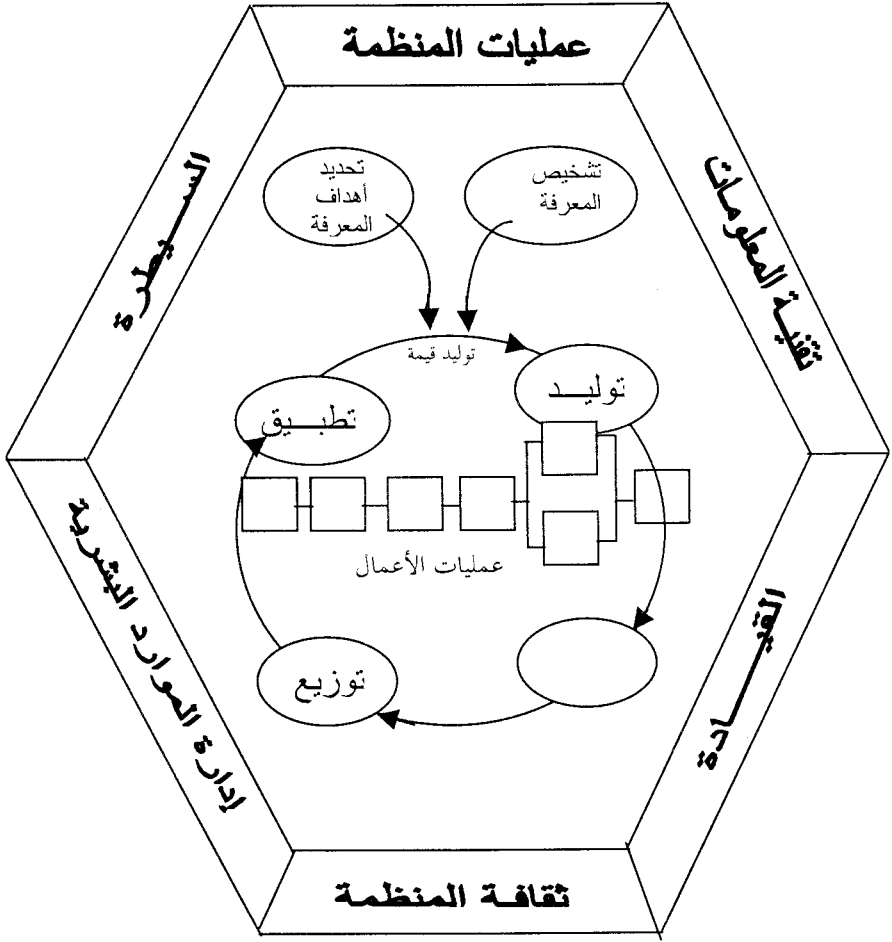 عمليات المنظمة
السيطرة
تقنية المعلومات
تحديد
أهداف
المعرفة
تشخيص
المعرفة
توليد قيمة
توليد
تطبيق
عمليات الأعمال
توزيع
إدارة الموارد البشرية
القيادة
ثقافة المنظمة